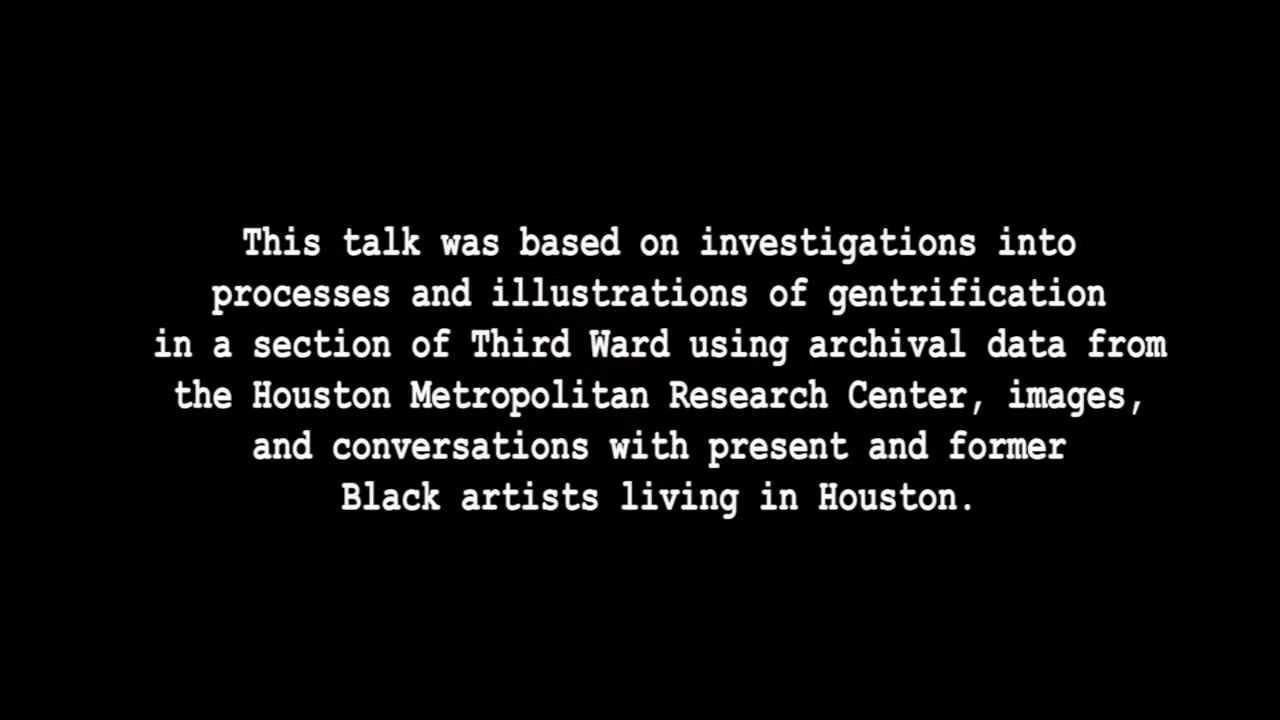 This talk was based on investigations into
processes and illustrations of gentrification
in a section of Third Ward using archival data from
the Houston Metropolitan Research Center, images,
and conversations with present and former
Black artists living in Houston.